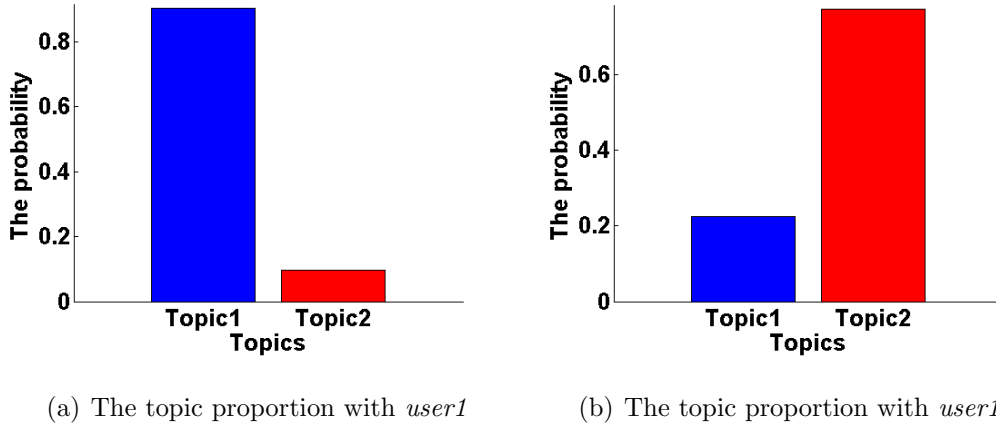 The probability
0.8
0.6
0.4
0.2
0
Topic1 Topic2
Topics
(a) The topic proportion with user1
The probability
0.6
0.4
0.2
0
Topic1 Topic2
Topics
(b) The topic proportion with user1